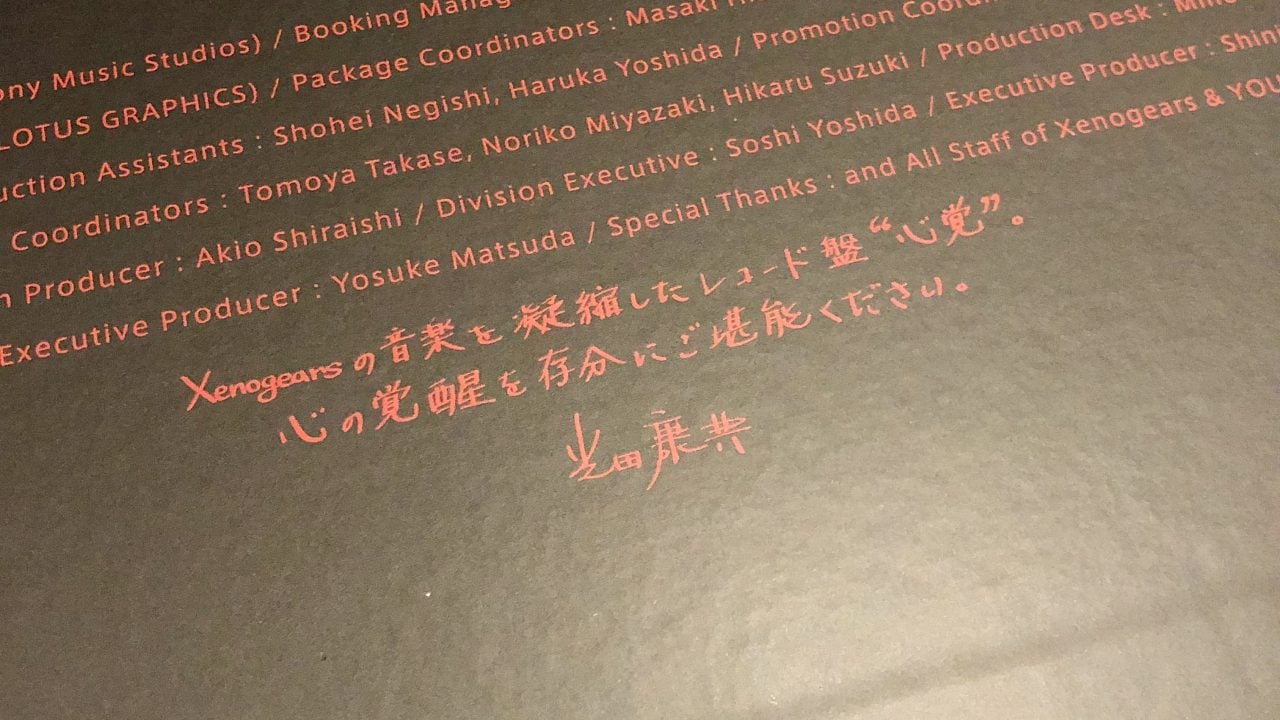 ony Music Studios) / Booking Manag
LOTUS GRAPHICS) / Package Coordinators : Masaki
uction Assistants : Shohei Negishi, Haruka Yoshida / Promotion Coordin
Coordinators : Tomoya Takase, Noriko Miyazaki, Hikaru Suzuki / Production Desk :
n Producer : Akio Shiraishi / Division Executive : Soshi Yoshida / Executive Producer : Shinj
Executive Producer : Yosuke Matsuda / Special Thanks : and All Staff of Xenogears & YOU
Xenogearsの音楽を凝縮したレコード盤“心覚”。
心の覚醒を存分にご堪能ください。
光田康典